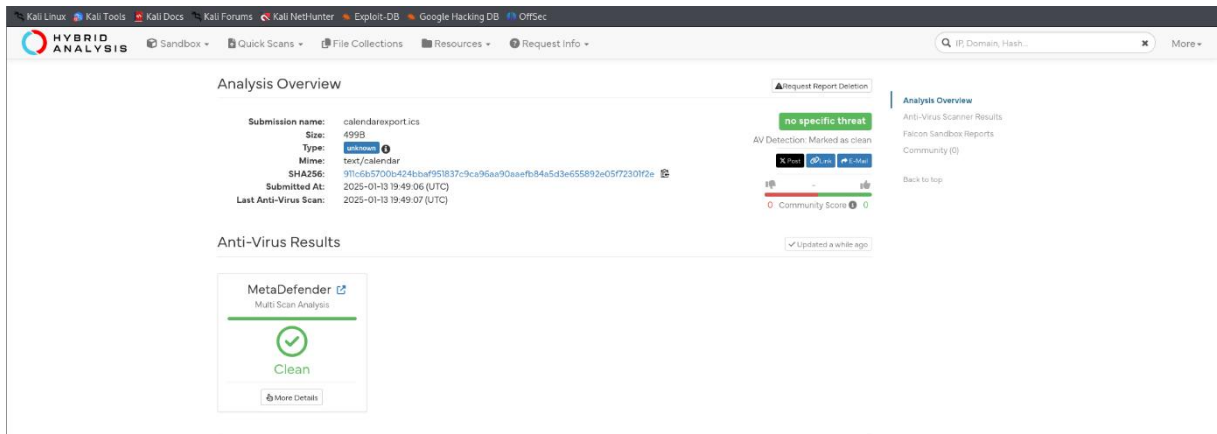 Kali Linux Kali Tools Kali Docs Kali Forums Kali NetHunter Exploit-DB Google Hacking DB OffSec
HYBRID ANALYSIS Sandbox Quick Scans File Collections Resources Request Info IP, Domain, Hash... More
Analysis Overview
Request Report Deletion
Submission name: calendarexport.ics
Size: 499B
Type: unknown
Mime: text/calendar
SHA256: 911c6b5700b424bbaf951837c9ca96aa90aaefb84a5d3e655892e05f72301f2e
Submitted At: 2025-01-13 19:49:06 (UTC)
Last Anti-Virus Scan: 2025-01-13 19:49:07 (UTC)
no specific threat
AV Detection: Marked as clean
Post Link E-Mail
-
0 Community Score 0
Anti-Virus Results
Updated a while ago
MetaDefender
Multi Scan Analysis
Clean
More Details
Analysis Overview
Anti-Virus Scanner Results
Falcon Sandbox Reports
Community (0)
Back to top